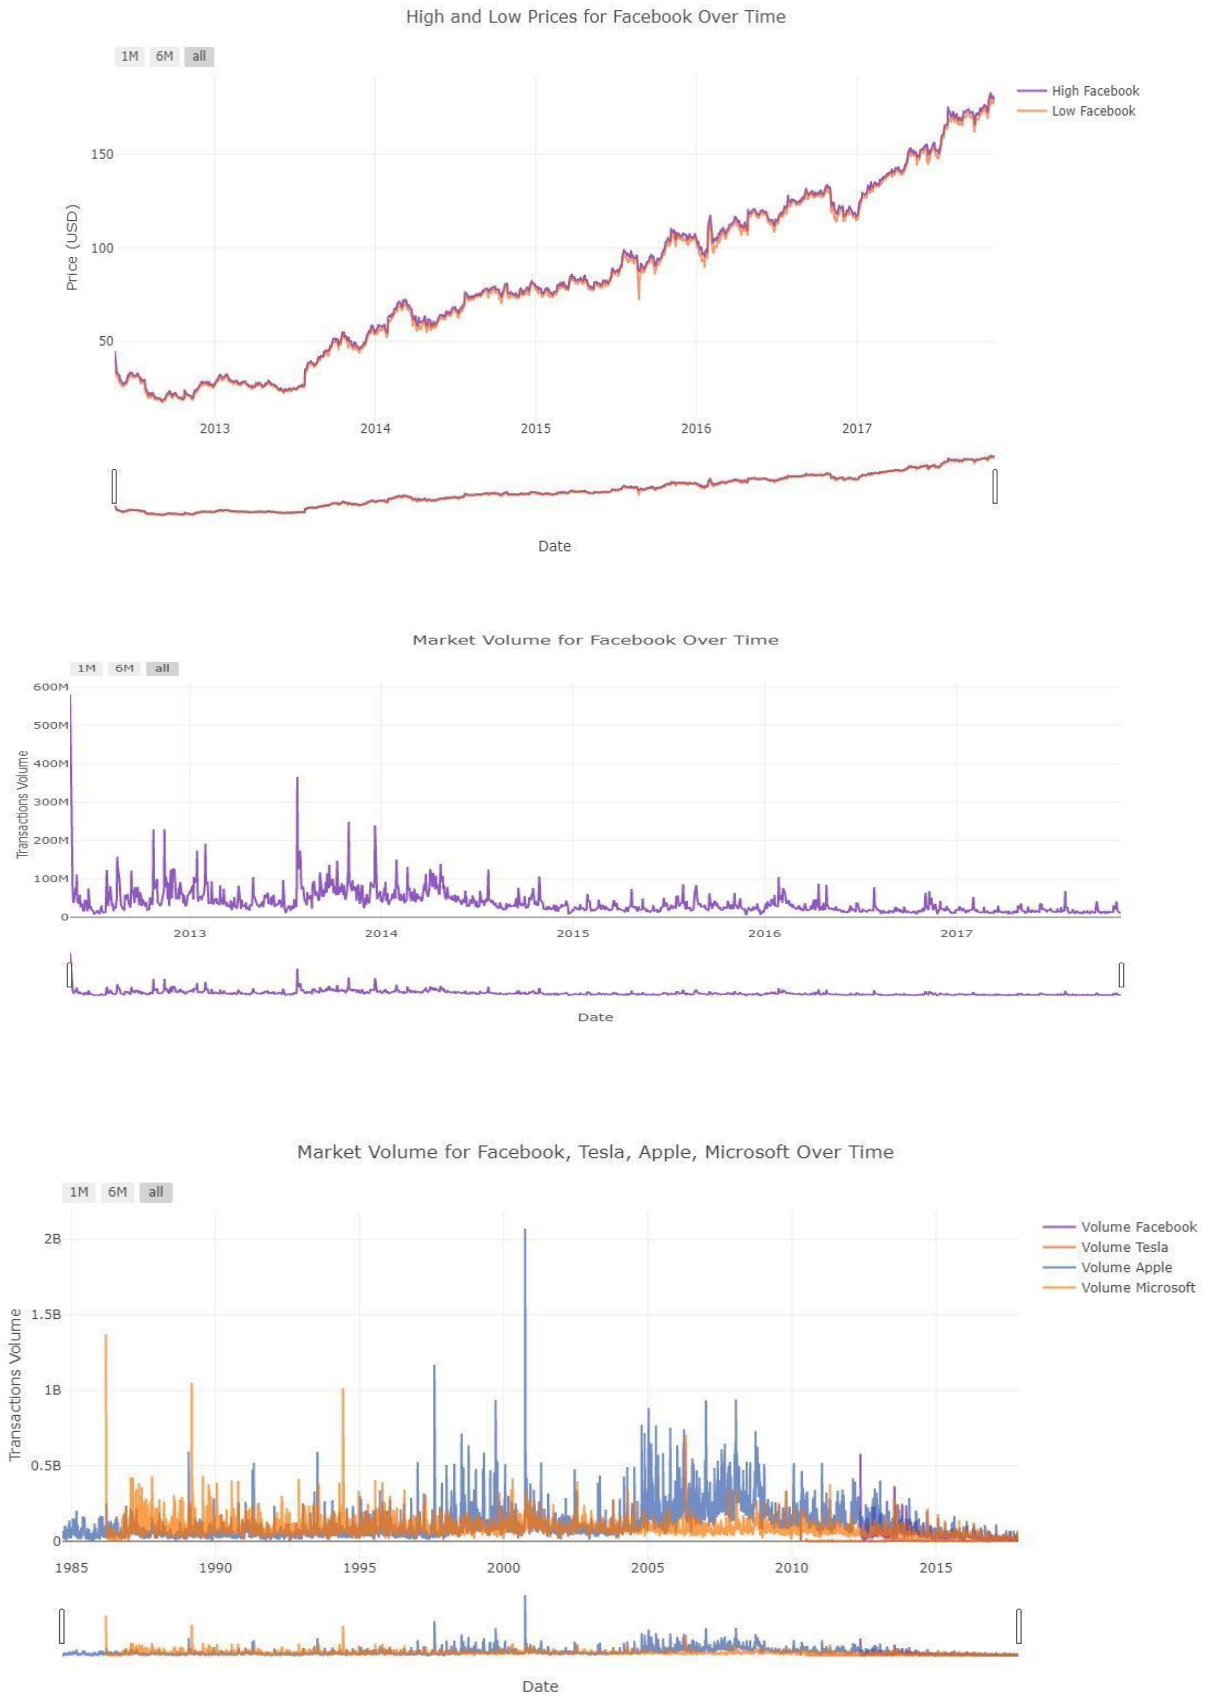 High and Low Prices for Facebook Over Time
1M 6M all
High Facebook
Low Facebook
150
100
50
Price (USD)
2013 2014 2015 2016 2017
Date
Market Volume for Facebook Over Time
1M 6M all
600M
500M
400M
300M
200M
100M
0
Transactions Volume
2013 2014 2015 2016 2017
Date
Market Volume for Facebook, Tesla, Apple, Microsoft Over Time
1M 6M all
Volume Facebook
Volume Tesla
Volume Apple
Volume Microsoft
2B
1.5B
1B
0.5B
0
Transactions Volume
1985 1990 1995 2000 2005 2010 2015
Date